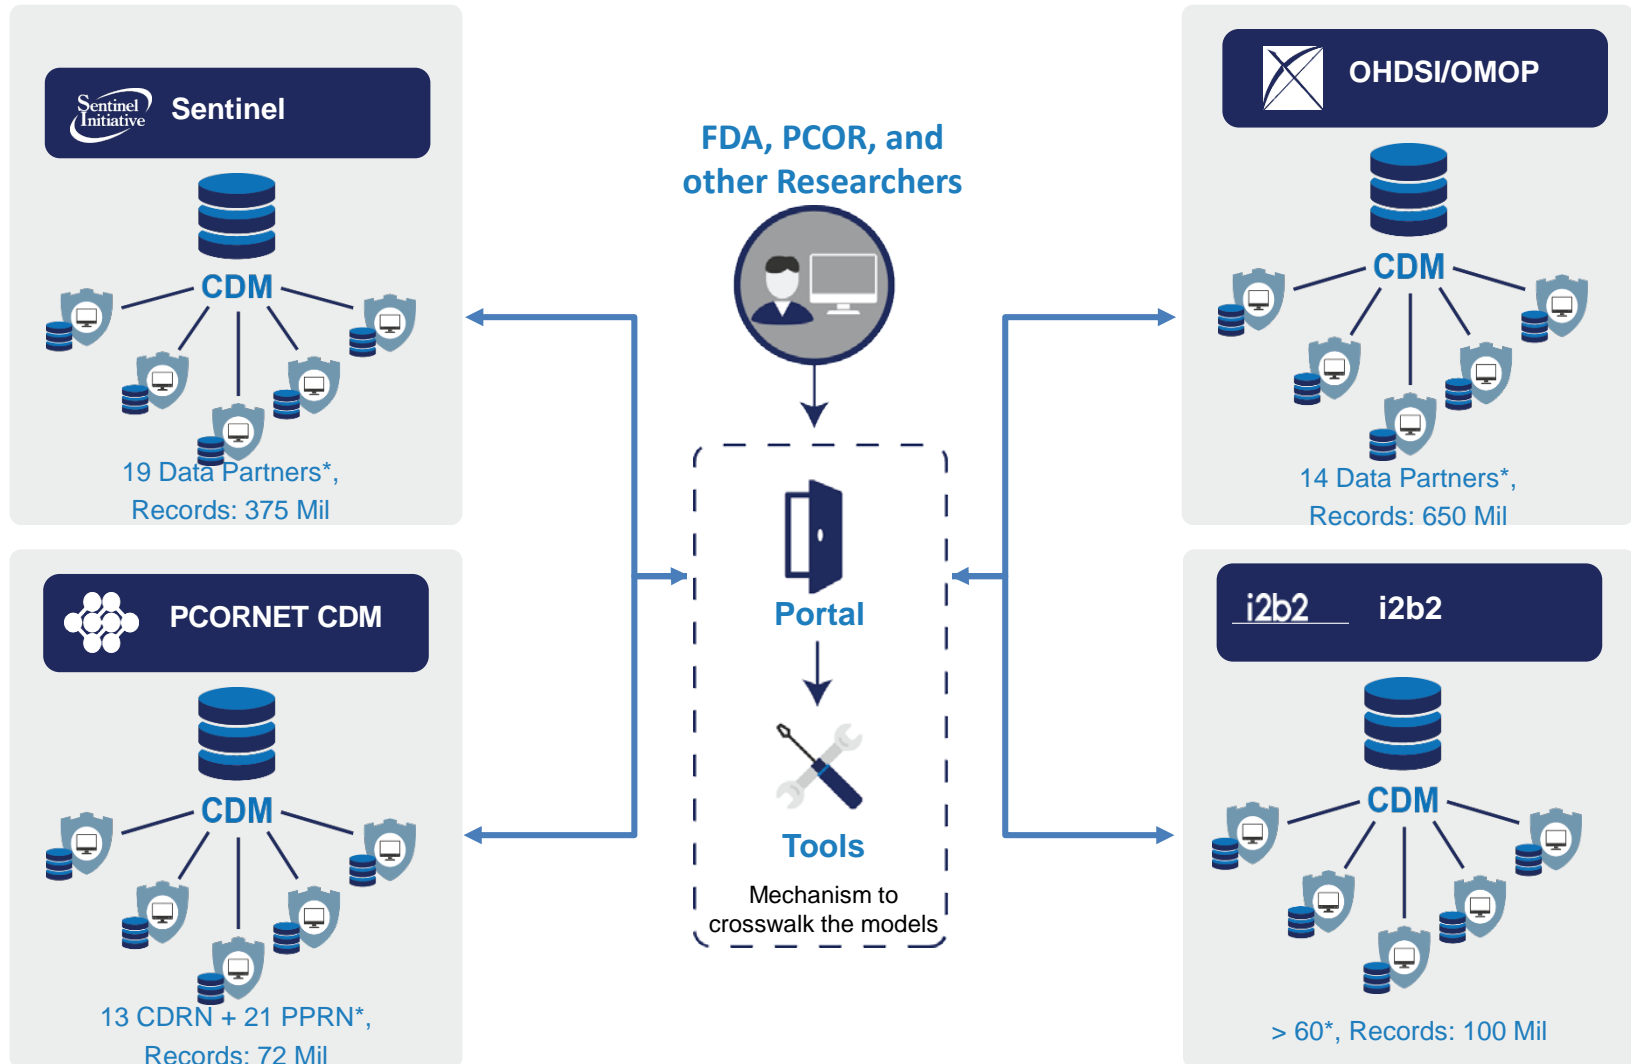 Sentinel
Initiative
Sentinel
CDM
19 Data Partners*,
Records: 375 Mil
PCORNET CDM
CDM
13 CDRN + 21 PPRN*,
Records: 72 Mil
FDA, PCOR, and
other Researchers
Portal
Tools
Mechanism to
crosswalk the models
OHDSI/OMOP
CDM
14 Data Partners*,
Records: 650 Mil
i2b2
i2b2
CDM
> 60*, Records: 100 Mil